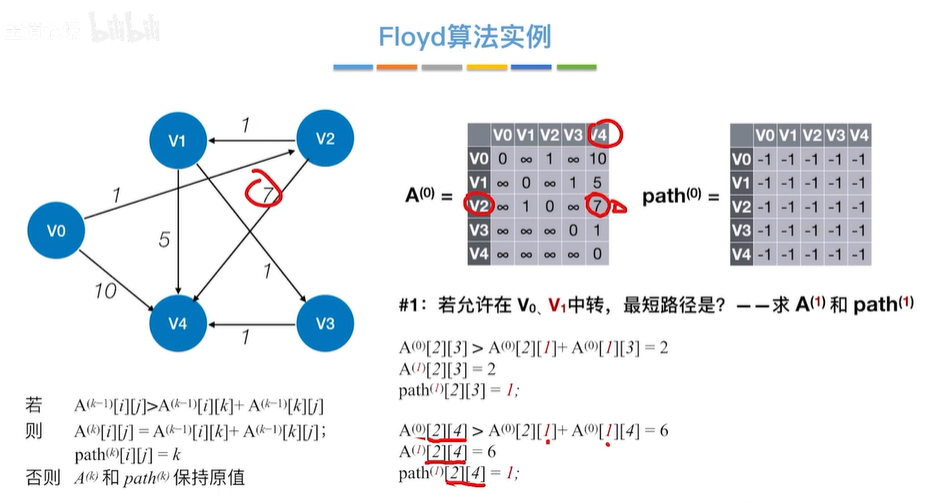 bilibili
Floyd算法实例
V1
1
V2
1
7
V0
5
1
10
V4
1
V3
A(0) =
V0 V1 V2 V3 V4
V0 0 ∞ 1 ∞ 10
V1 ∞ 0 ∞ 1 5
V2 ∞ 1 0 ∞ 7
V3 ∞ ∞ ∞ 0 1
V4 ∞ ∞ ∞ ∞ 0
path(0) =
V0 V1 V2 V3 V4
V0 -1 -1 -1 -1 -1
V1 -1 -1 -1 -1 -1
V2 -1 -1 -1 -1 -1
V3 -1 -1 -1 -1 -1
V4 -1 -1 -1 -1 -1
#1：若允许在 V0、V1中转，最短路径是？——求 A(1) 和 path(1)
A(0)[2][3] > A(0)[2][1]+ A(0)[1][3] = 2
A(1)[2][3] = 2
path(1)[2][3] = 1;
A(0)[2][4] > A(0)[2][1]+ A(0)[1][4] = 6
A(1)[2][4] = 6
path(1)[2][4] = 1;
若 A(k-1)[i][j]>A(k-1)[i][k]+ A(k-1)[k][j]
则 A(k)[i][j] = A(k-1)[i][k]+ A(k-1)[k][j]；
path(k)[i][j] = k
否则 A(k) 和 path(k) 保持原值